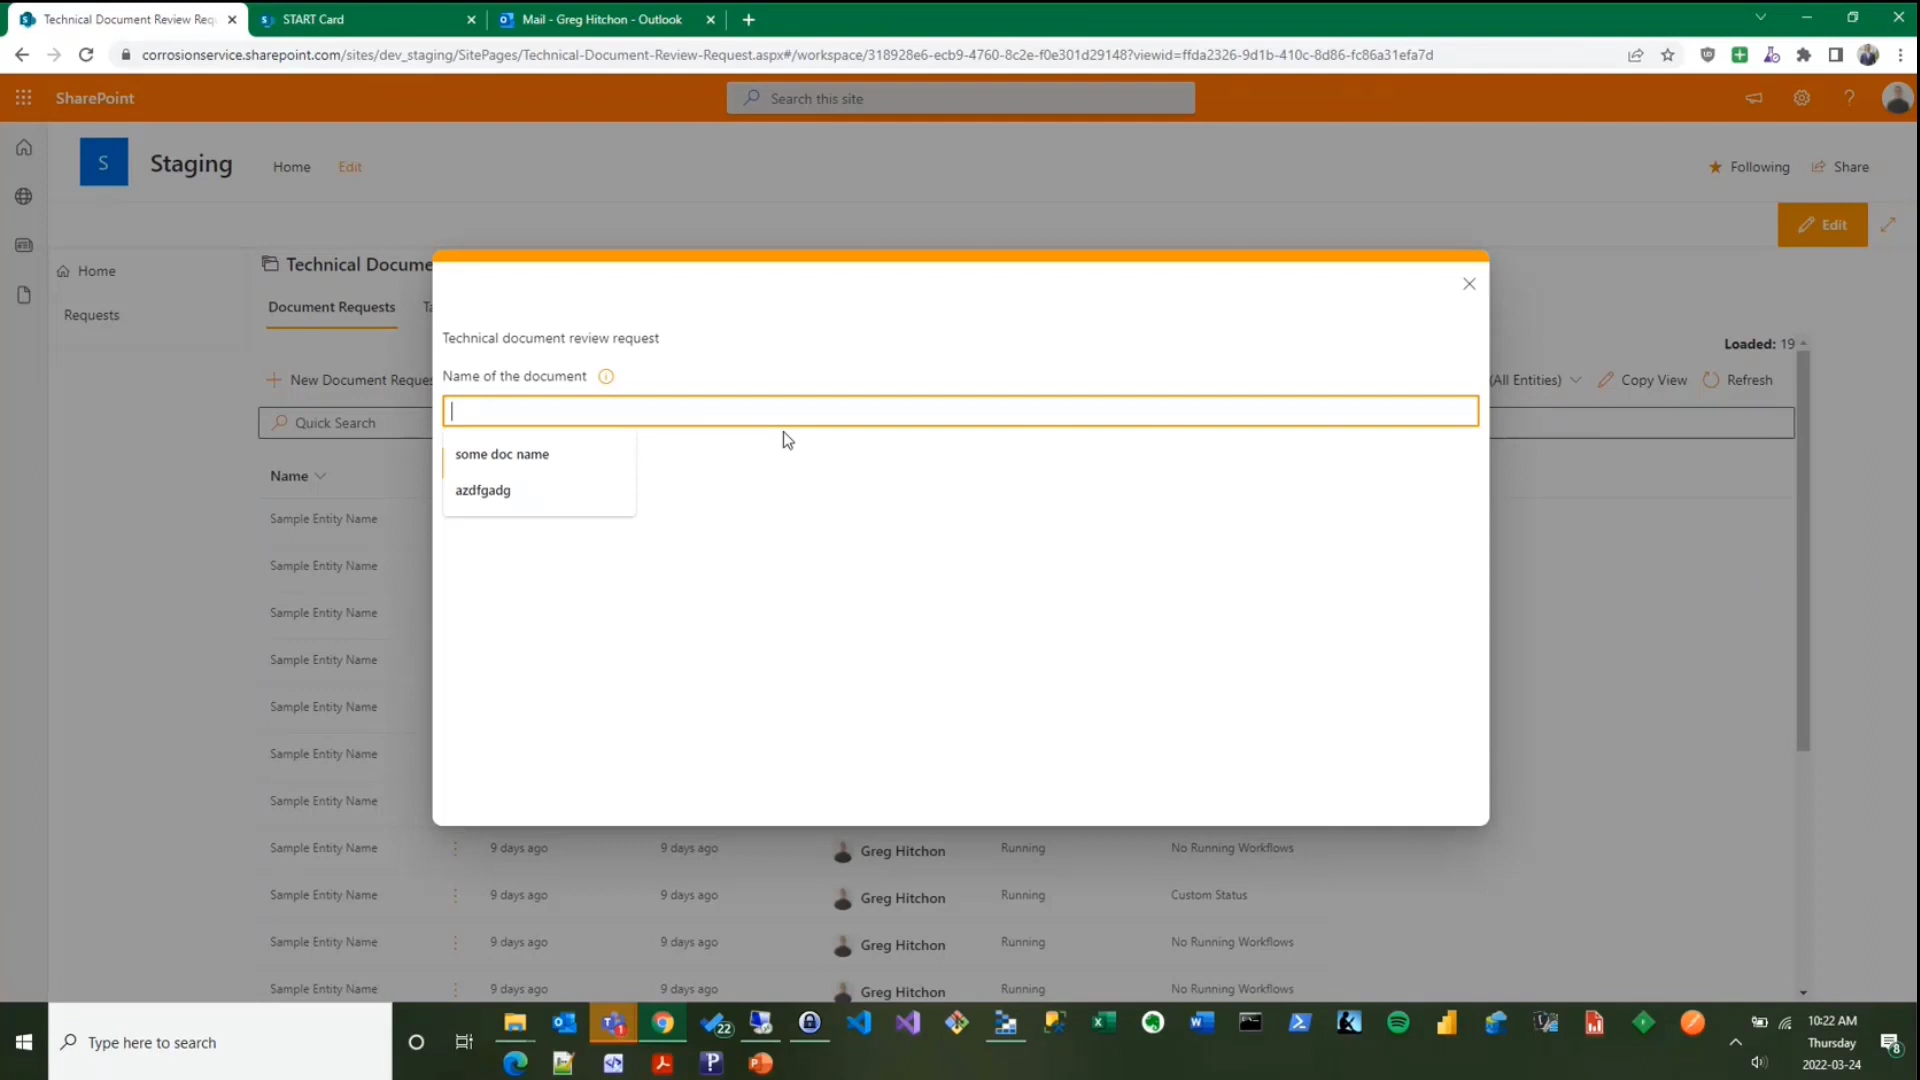 Technical Document Review Req
START Card
Mail - Greg Hitchon - Outlook
corrosionservice.sharepoint.com/sites/dev_staging/SitePages/Technical-Document-Review-Request.aspx#/workspace/318928e6-ecb9-4760-8c2e-f0e301d29148?viewid=ffda2326-9d1b-410c-8d86-fc86a31efa7d
SharePoint
Search this site
S
Staging
Home
Edit
Following
Share
Edit
Home
Requests
Technical Docume
Document Requests
Ta
Loaded: 19
New Document Reques
(All Entities)
Copy View
Refresh
Quick Search
Name
Technical document review request
Name of the document
some doc name
azdfgadg
Sample Entity Name
Sample Entity Name
Sample Entity Name
Sample Entity Name
Sample Entity Name
Sample Entity Name
Sample Entity Name
Sample Entity Name 9 days ago 9 days ago Greg Hitchon Running No Running Workflows
Sample Entity Name 9 days ago 9 days ago Greg Hitchon Running Custom Status
Sample Entity Name 9 days ago 9 days ago Greg Hitchon Running No Running Workflows
Sample Entity Name 9 days ago 9 days ago Greg Hitchon Running No Running Workflows
Type here to search
1
22
10:22 AM
Thursday
2022-03-24
8